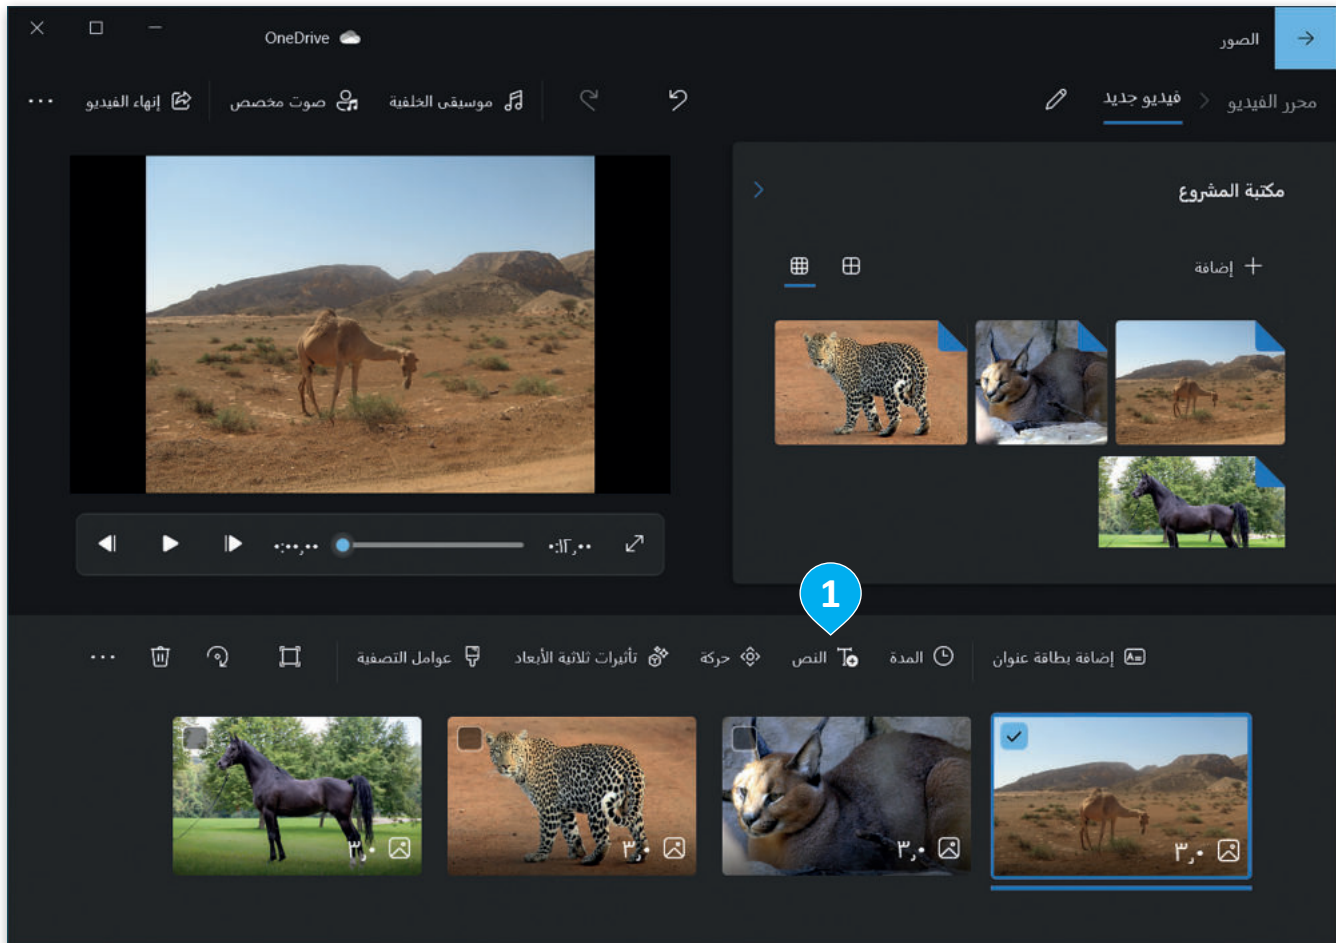 الصور
OneDrive
محرر الفيديو > فيديو جديد
موسيقى الخلفية
صوت مخصص
إنهاء الفيديو
مكتبة المشروع
+ إضافة
٠:٠٠٫٠٠
٠:١٢٫٠٠
1
إضافة بطاقة عنوان
المدة
النص
حركة
تأثيرات ثلاثية الأبعاد
عوامل التصفية
٣٫٠
٣٫٠
٣٫٠
٣٫٠